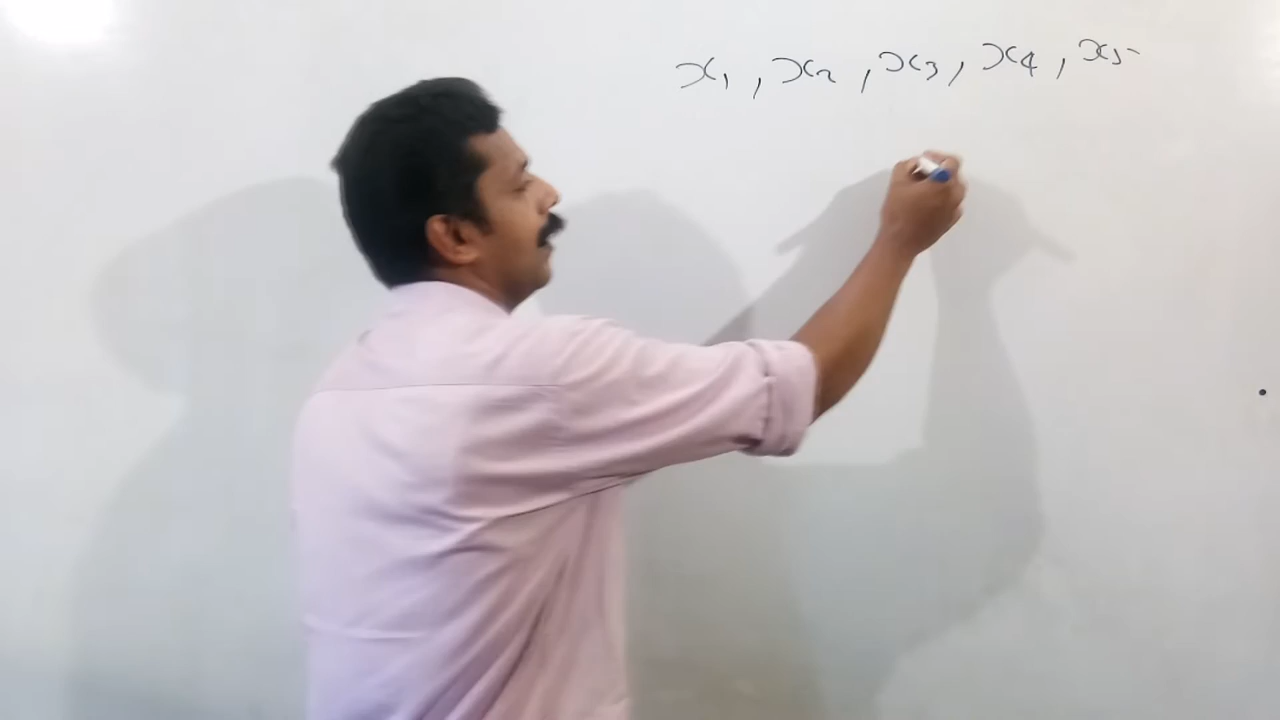 x₁, x₂, x₃, x₄, x₅